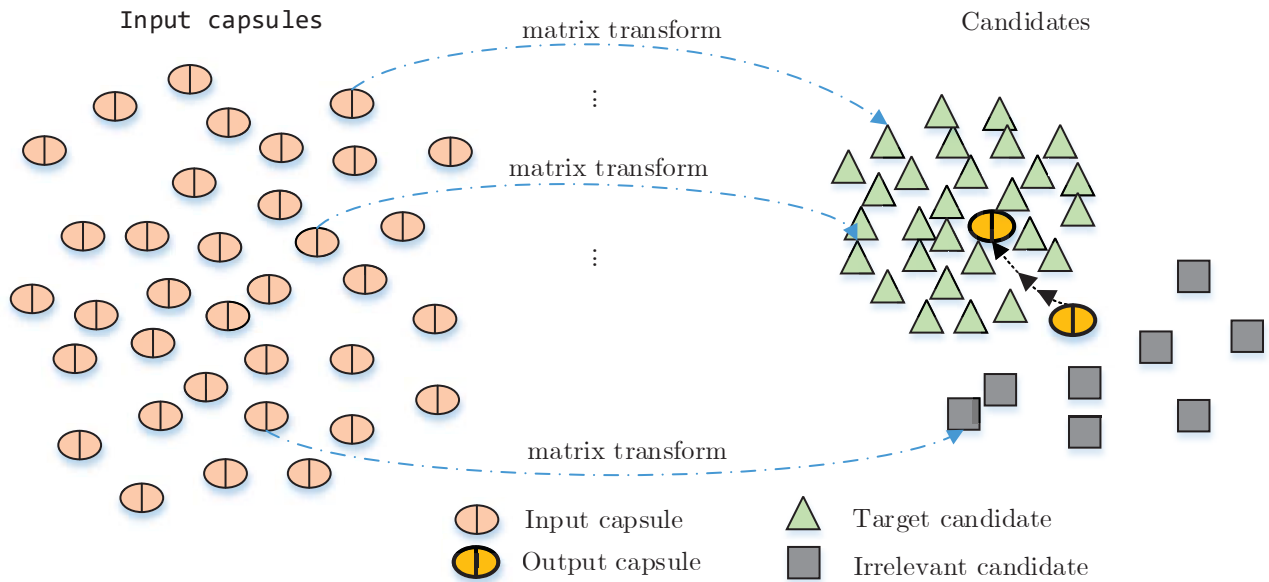 Input capsules
matrix transform
Candidates
⋮
matrix transform
⋮
matrix transform
Input capsule
Target candidate
Output capsule
Irrelevant candidate